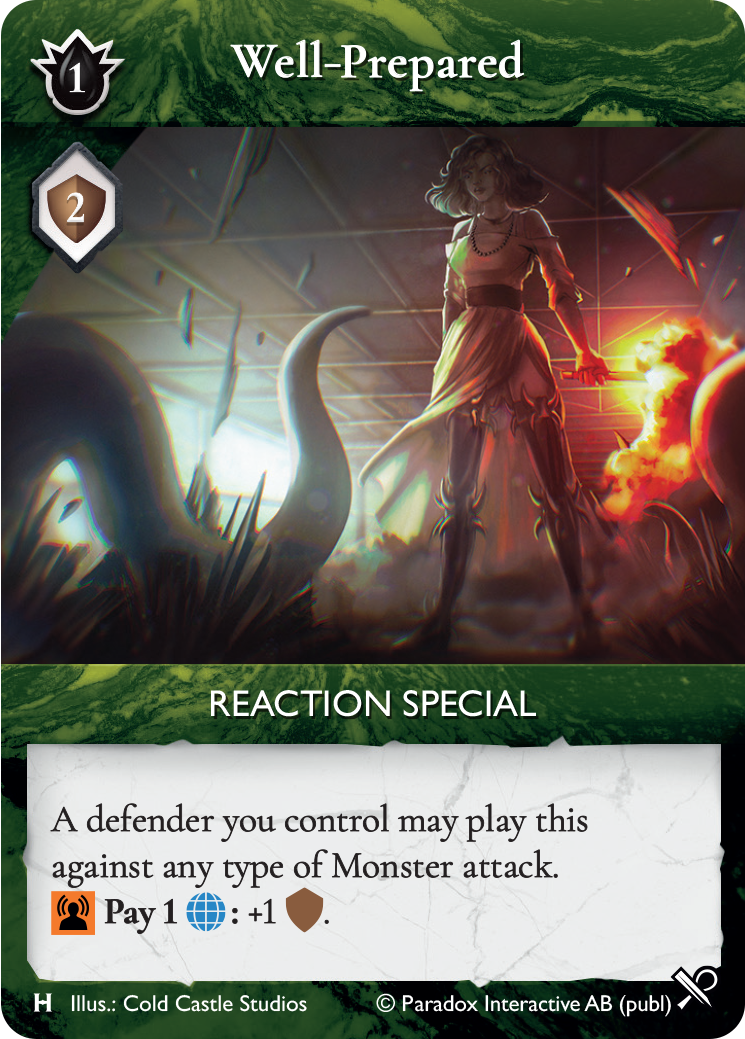 1
Well-Prepared
2
REACTION SPECIAL
A defender you control may play this
against any type of Monster attack.
Pay 1 : +1 .
H Illus.: Cold Castle Studios © Paradox Interactive AB (publ)